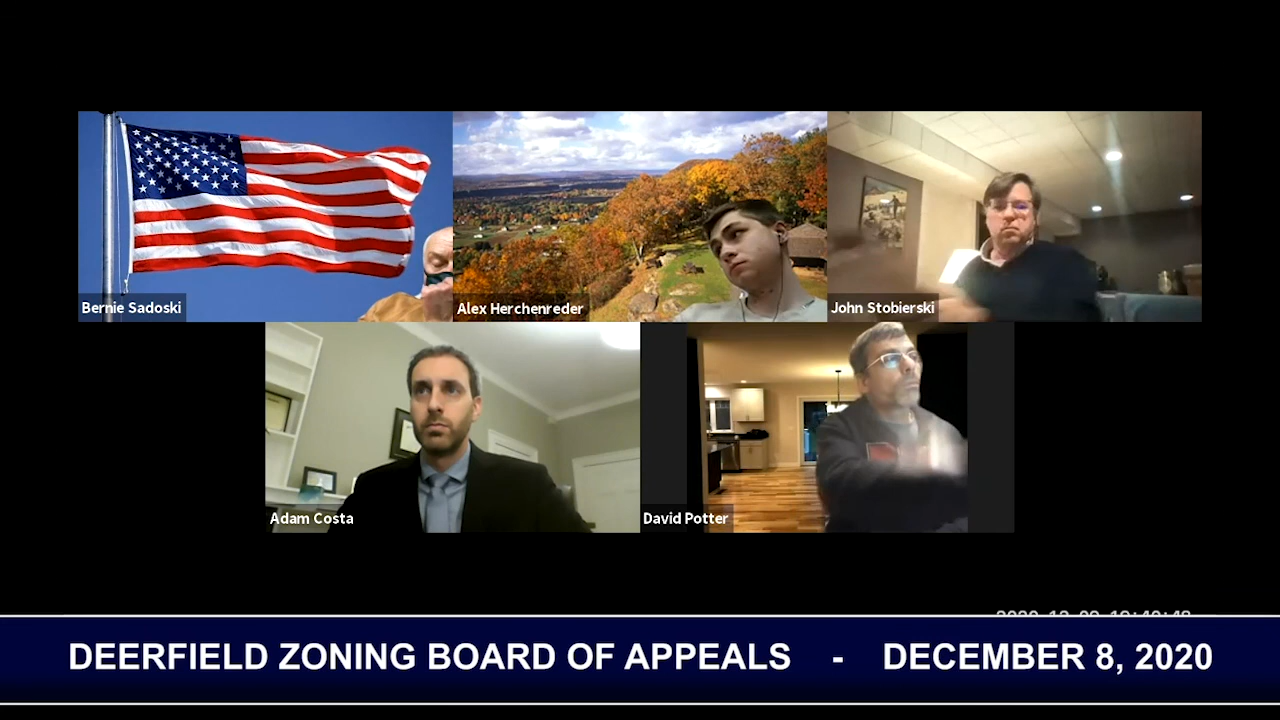 Bernie Sadoski
Alex Herchenreder
John Stobierski
Adam Costa
David Potter
DEERFIELD ZONING BOARD OF APPEALS - DECEMBER 8, 2020